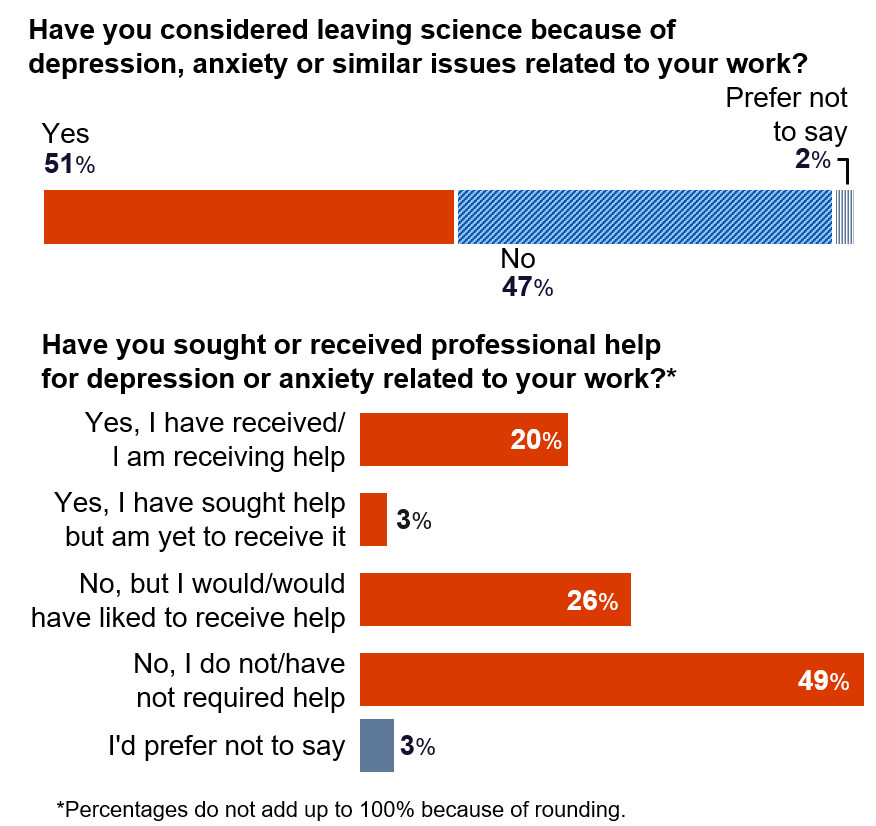 Have you considered leaving science because of
depression, anxiety or similar issues related to your work?
Prefer not
to say
2%
Yes
51%
No
47%
Have you sought or received professional help
for depression or anxiety related to your work?*
Yes, I have received/
I am receiving help
20%
Yes, I have sought help
but am yet to receive it
3%
No, but I would/would
have liked to receive help
26%
No, I do not/have
not required help
49%
I'd prefer not to say
3%
*Percentages do not add up to 100% because of rounding.